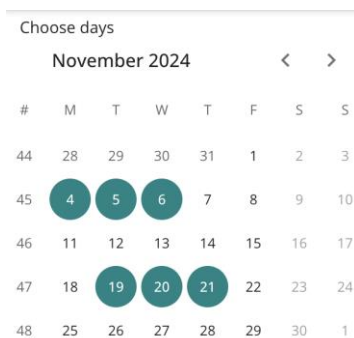 Choose days
November 2024 < >
# M T W T F S S
44 28 29 30 31 1 2 3
45 4 5 6 7 8 9 10
46 11 12 13 14 15 16 17
47 18 19 20 21 22 23 24
48 25 26 27 28 29 30 1